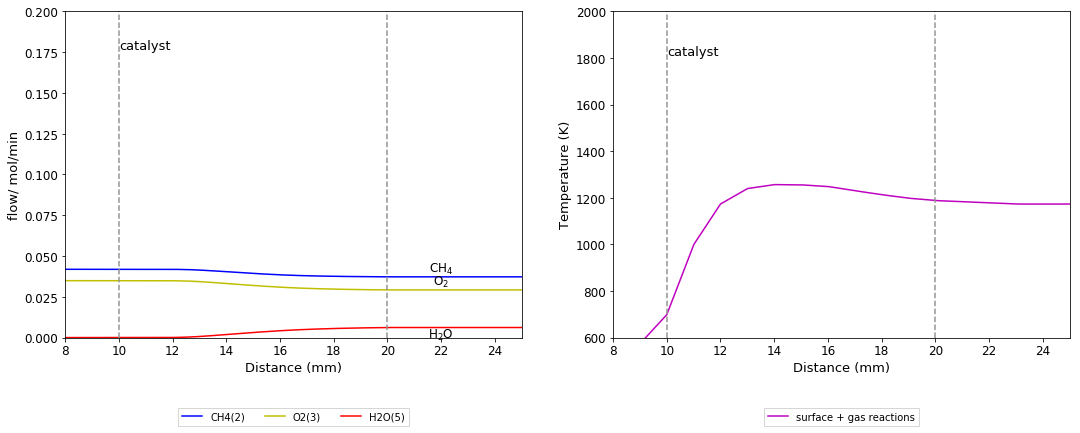 0.200
0.175
0.150
0.125
0.100
0.075
0.050
0.025
0.000
flow/ mol/min
catalyst
CH₄
O₂
H₂O
8 10 12 14 16 18 20 22 24
Distance (mm)
CH4(2) O2(3) H2O(5)
2000
1800
1600
1400
1200
1000
800
600
Temperature (K)
catalyst
8 10 12 14 16 18 20 22 24
Distance (mm)
surface + gas reactions